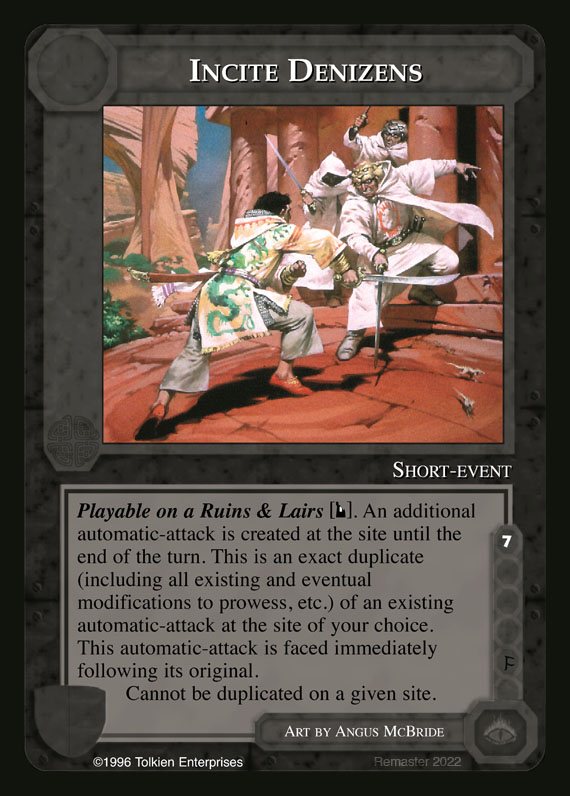 Incite Denizens
Short-event
Playable on a Ruins & Lairs []. An additional
automatic-attack is created at the site until the
end of the turn. This is an exact duplicate
(including all existing and eventual
modifications to prowess, etc.) of an existing
automatic-attack at the site of your choice.
This automatic-attack is faced immediately
following its original.
Cannot be duplicated on a given site.
7
Art by Angus McBride
©1996 Tolkien Enterprises
Remaster 2022